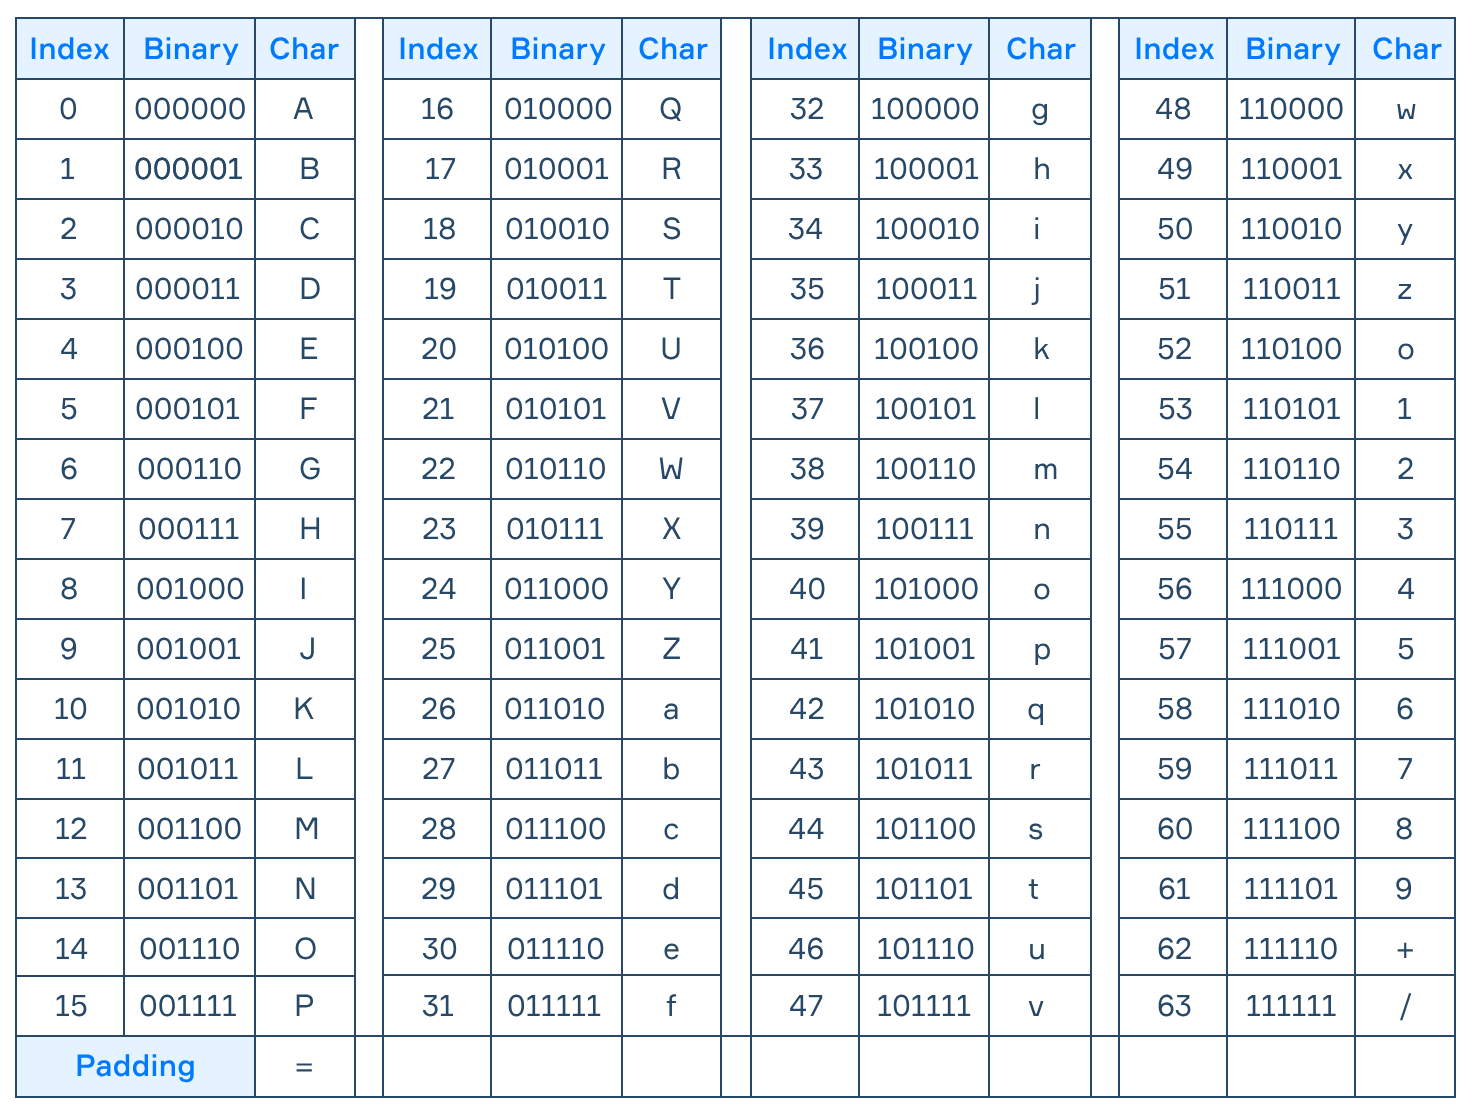 Index Binary Char Index Binary Char Index Binary Char Index Binary Char
0 000000 A 16 010000 Q 32 100000 g 48 110000 w
1 000001 B 17 010001 R 33 100001 h 49 110001 x
2 000010 C 18 010010 S 34 100010 i 50 110010 y
3 000011 D 19 010011 T 35 100011 j 51 110011 z
4 000100 E 20 010100 U 36 100100 k 52 110100 o
5 000101 F 21 010101 V 37 100101 l 53 110101 1
6 000110 G 22 010110 W 38 100110 m 54 110110 2
7 000111 H 23 010111 X 39 100111 n 55 110111 3
8 001000 I 24 011000 Y 40 101000 o 56 111000 4
9 001001 J 25 011001 Z 41 101001 p 57 111001 5
10 001010 K 26 011010 a 42 101010 q 58 111010 6
11 001011 L 27 011011 b 43 101011 r 59 111011 7
12 001100 M 28 011100 c 44 101100 s 60 111100 8
13 001101 N 29 011101 d 45 101101 t 61 111101 9
14 001110 O 30 011110 e 46 101110 u 62 111110 +
15 001111 P 31 011111 f 47 101111 v 63 111111 /
Padding =